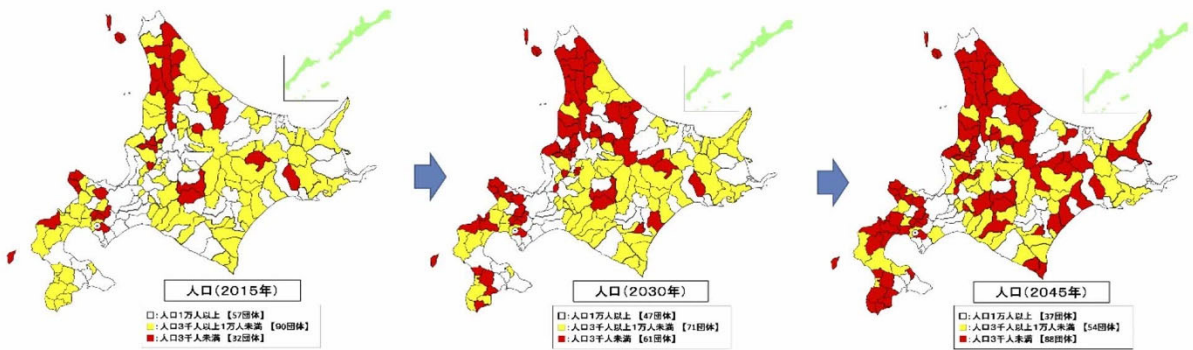 人口(2015年)
□:人口1万人以上 【57団体】
:人口3千人以上1万人未満 【90団体】
:人口3千人未満 【32団体】
人口(2030年)
:人口1万人以上 【47団体】
:人口3千人以上1万人未満 【71団体】
:人口3千人未満 【61団体】
人口(2045年)
:人口1万人以上 【37団体】
:人口3千人以上1万人未満 【54団体】
:人口3千人未満 【88団体】